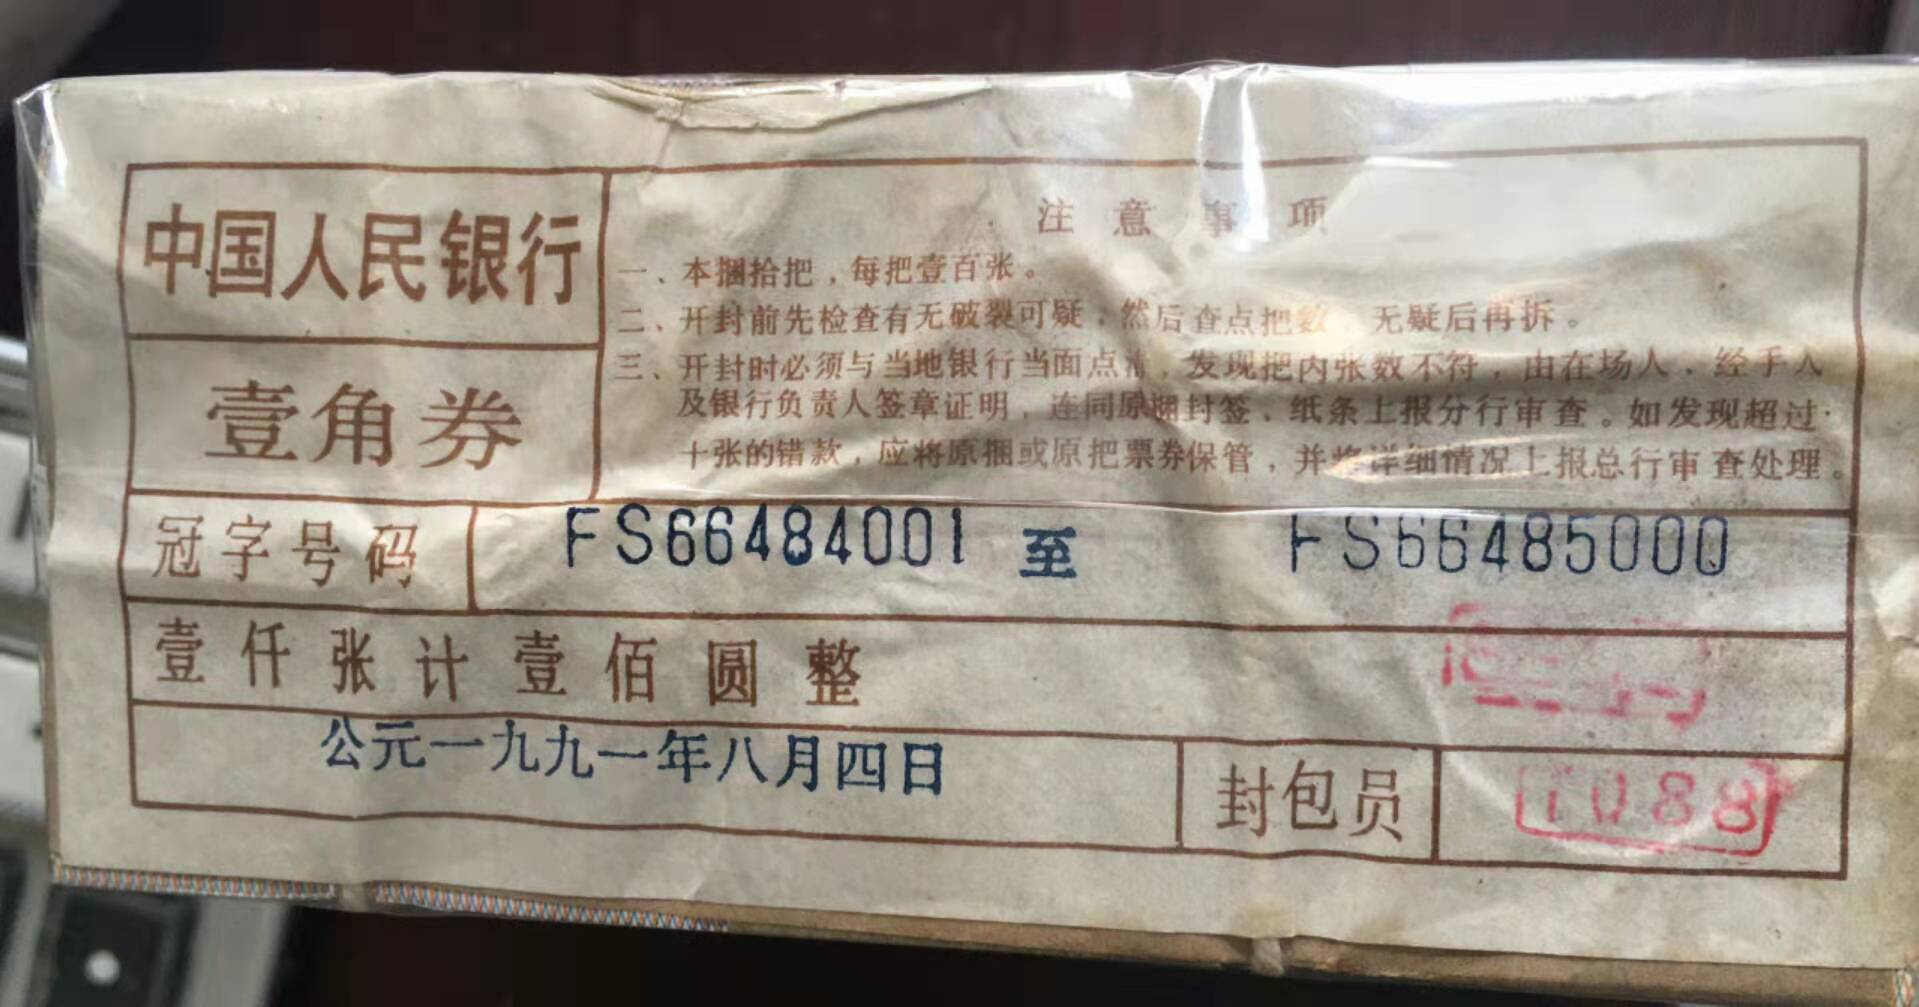 中国人民银行
壹角券
注意事项
一、本捆拾把，每把壹百张。
二、开封前先检查有无破裂可疑，然后查点把数，无疑后再拆。
三、开封时必须与当地银行当面点清，发现把内张数不符，由在场人、经手人
及银行负责人签章证明，连同原捆封签、纸条上报分行审查。如发现超过
十张的错款，应将原捆或原把票券保管，并将详细情况上报总行审查处理。
冠字号码
FS66484001 至 FS66485000
壹仟张计壹佰圆整
公元一九九一年八月四日
封包员
1088